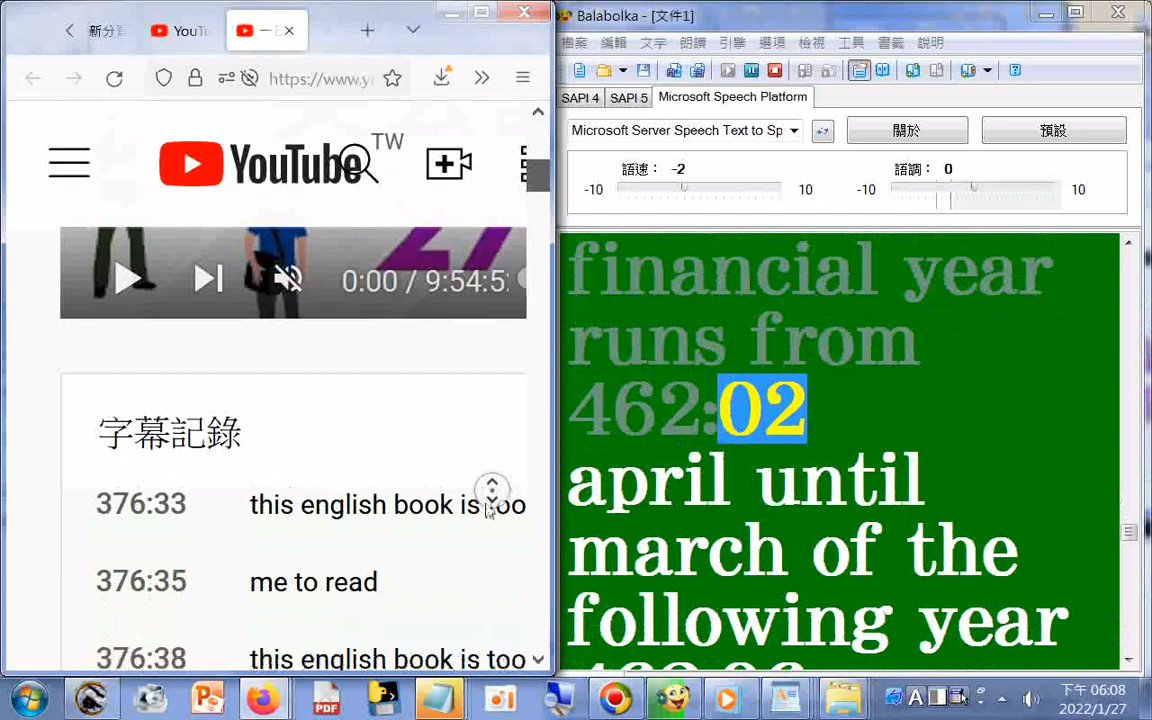 新分
YouTu
一 E
https://www.y
YouTube
TW
27
0:00 / 9:54:5
字幕記錄
376:33 this english book is too
376:35 me to read
376:38 this english book is too
Balabolka - [文件1]
檔案 編輯 文字 朗讀 引擎 選項 檢視 工具 書籤 說明
SAPI 4 SAPI 5 Microsoft Speech Platform
Microsoft Server Speech Text to Sp
關於 預設
語速: -2 語調: 0
-10 10 -10 10
financial year
runs from
462:02
april until
march of the
following year
PDF
A
下午 06:08
2022/1/27